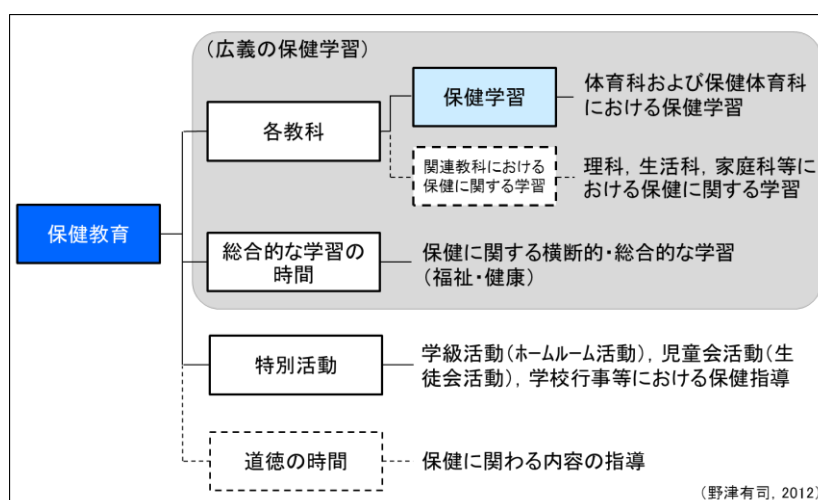 (広義の保健学習)
保健学習
体育科および保健体育科
における保健学習
各教科
関連教科における
保健に関する学習
理科, 生活科, 家庭科等に
おける保健に関する学習
保健教育
総合的な学習の
時間
保健に関する横断的・総合的な学習
(福祉・健康)
特別活動
学級活動(ホームルーム活動), 児童会活動(生
徒会活動), 学校行事等における保健指導
道徳の時間
保健に関わる内容の指導
(野津有司, 2012)